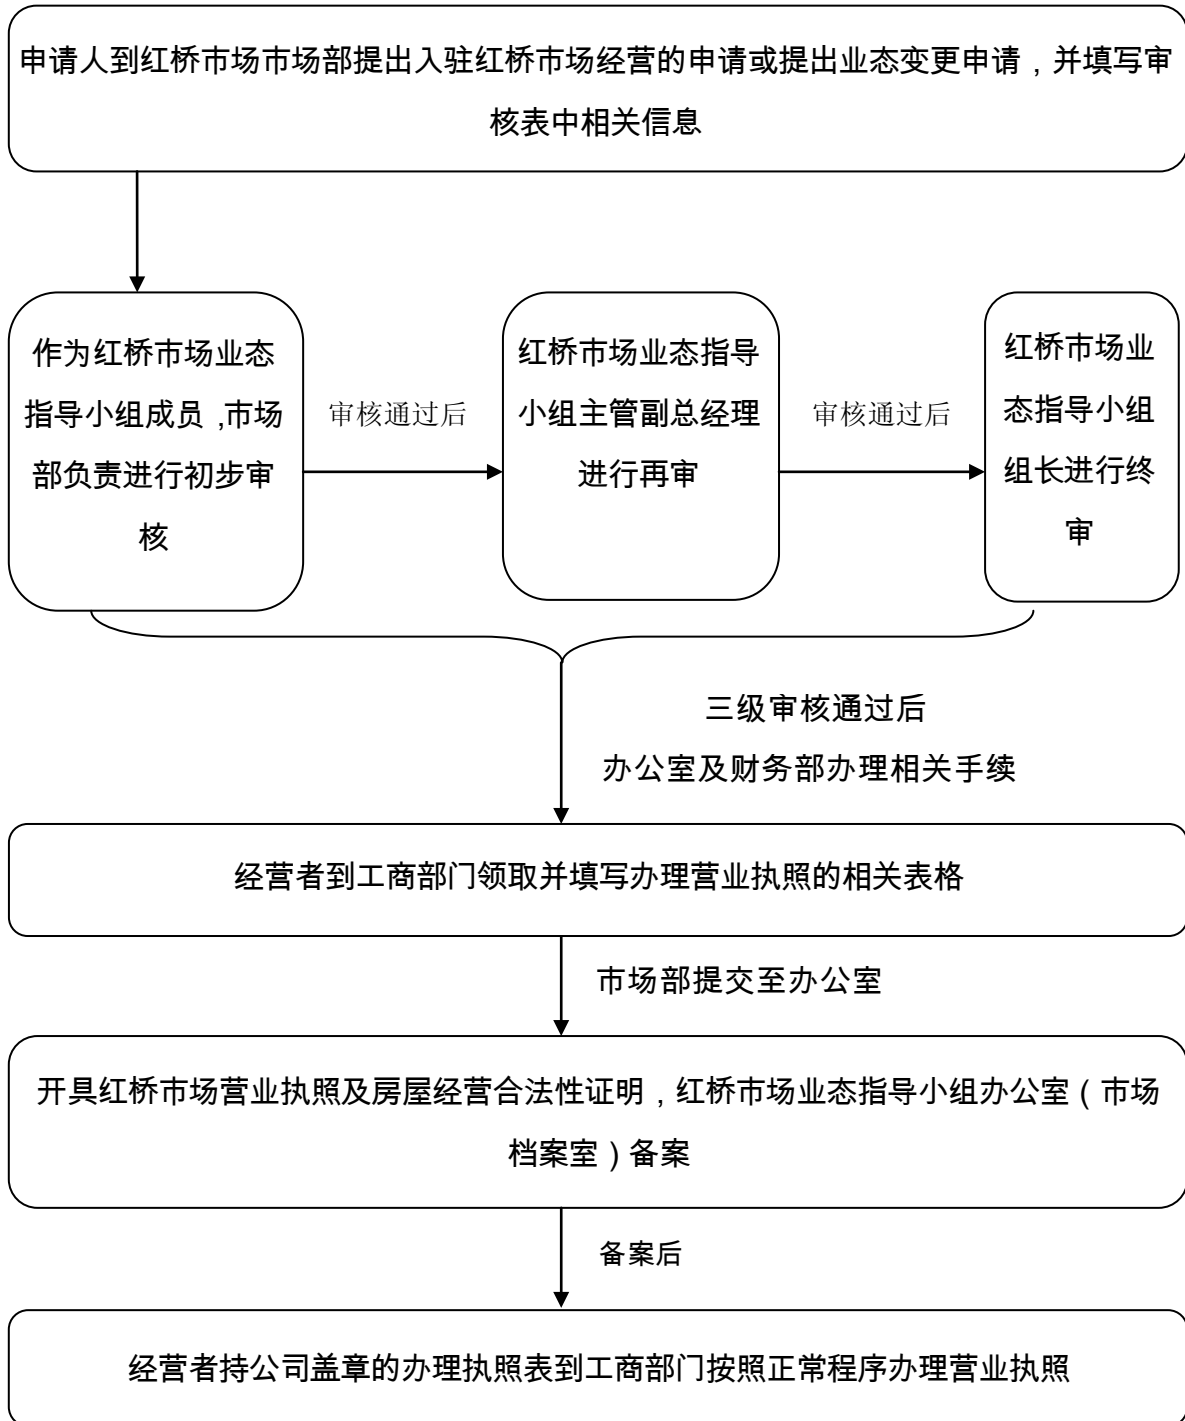 申请人到红桥市场市场部提出入驻红桥市场经营的申请或提出业态变更申请，并填写审
核表中相关信息
作为红桥市场业态
指导小组成员，市场
部负责进行初步审
核
审核通过后
红桥市场业态指导
小组主管副总经理
进行再审
审核通过后
红桥市场业
态指导小组
组长进行终
审
三级审核通过后
办公室及财务部办理相关手续
经营者到工商部门领取并填写办理营业执照的相关表格
市场部提交至办公室
开具红桥市场营业执照及房屋经营合法性证明，红桥市场业态指导小组办公室（市场
档案室）备案
备案后
经营者持公司盖章的办理执照表到工商部门按照正常程序办理营业执照